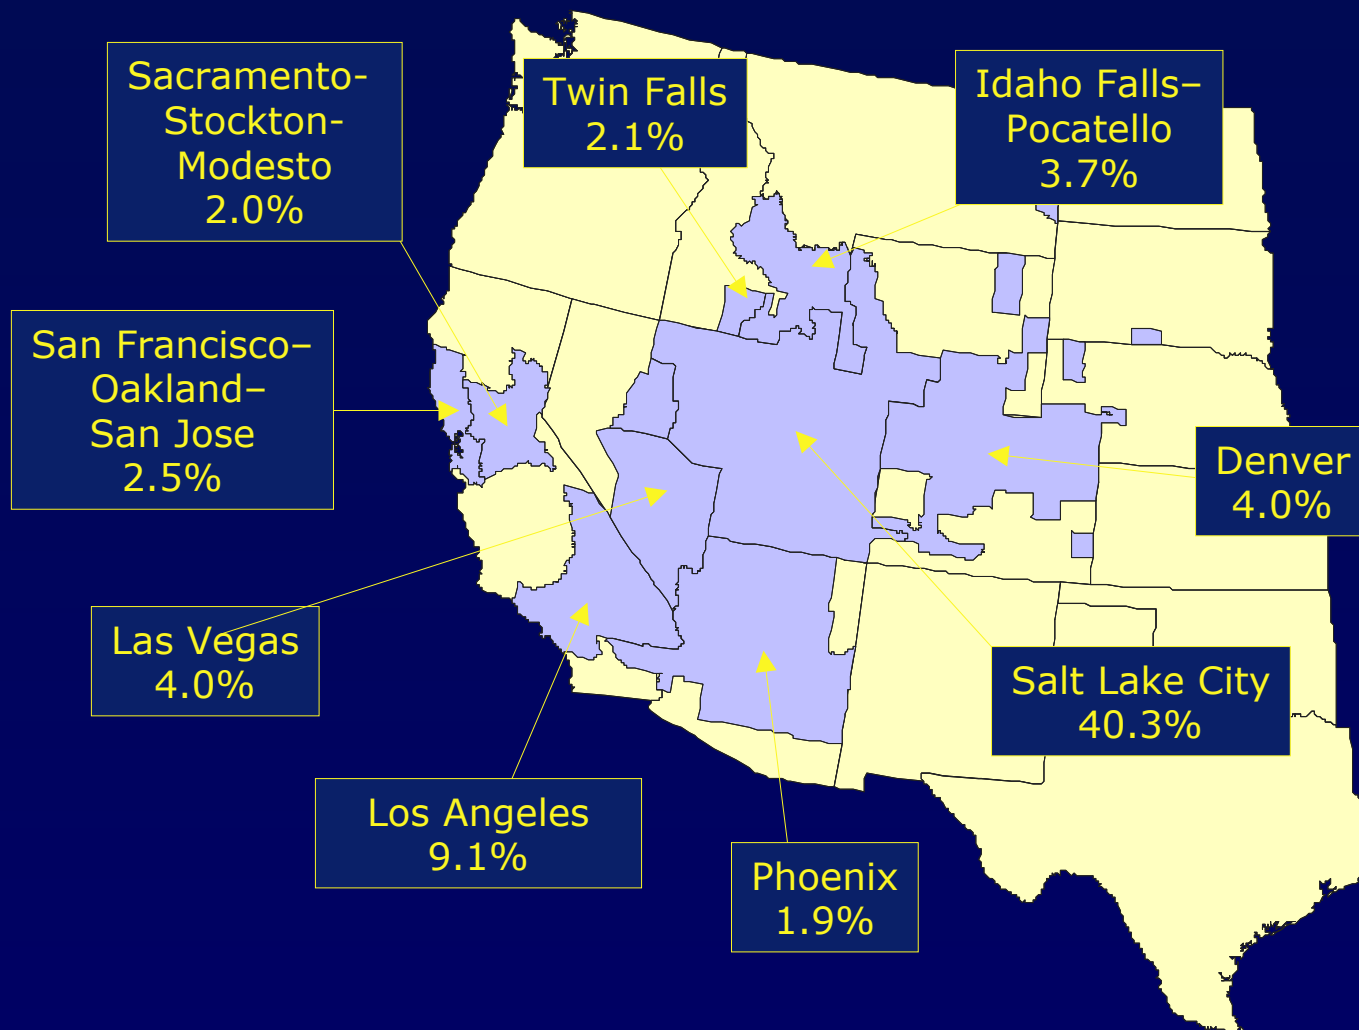 Sacramento-
Stockton-
Modesto
2.0%
Twin Falls
2.1%
Idaho Falls–
Pocatello
3.7%
San Francisco–
Oakland–
San Jose
2.5%
Denver
4.0%
Las Vegas
4.0%
Salt Lake City
40.3%
Los Angeles
9.1%
Phoenix
1.9%